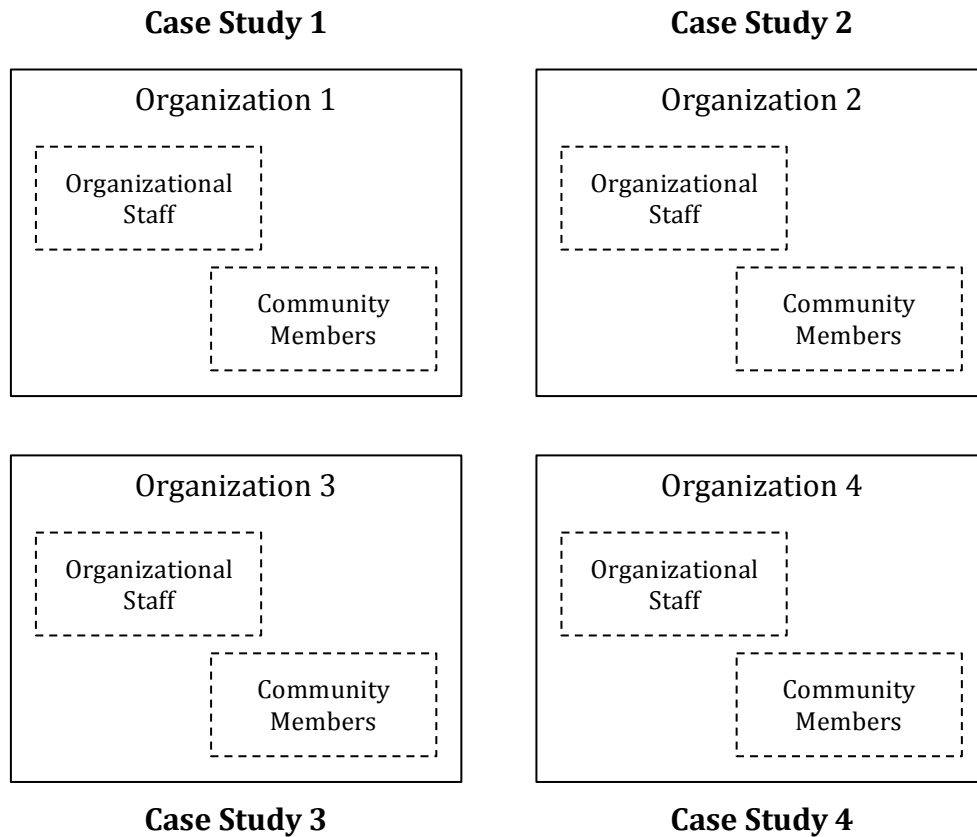 Case Study 1
Case Study 2
Organization 1
Organizational
Staff
Community
Members
Organization 2
Organizational
Staff
Community
Members
Organization 3
Organizational
Staff
Community
Members
Organization 4
Organizational
Staff
Community
Members
Case Study 3
Case Study 4